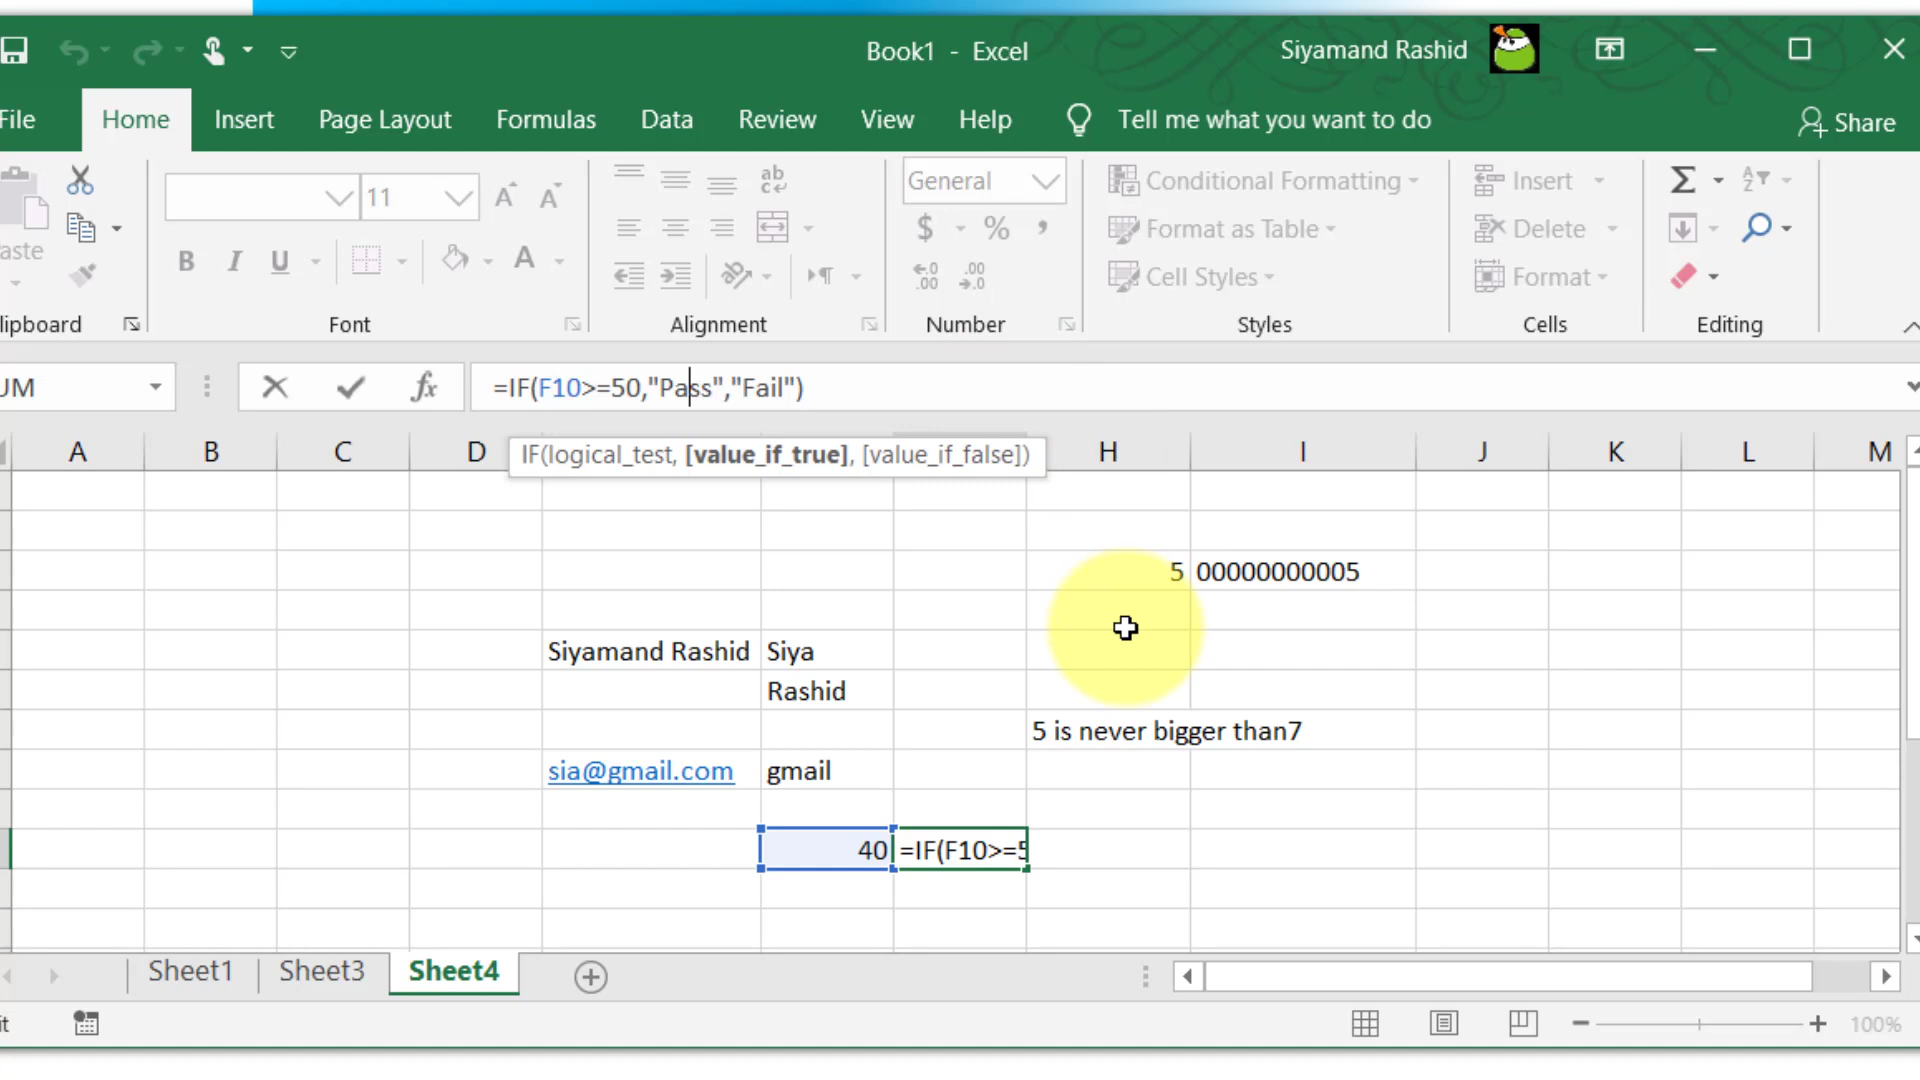 Book1 - Excel
Siyamand Rashid
File
Home
Insert
Page Layout
Formulas
Data
Review
View
Help
Tell me what you want to do
Share
aste
lipboard
11
B I U
A
Font
ab
Alignment
General
$ % ,
Number
Conditional Formatting
Format as Table
Cell Styles
Styles
Insert
Delete
Format
Cells
Editing
UM
fx
=IF(F10>=50,"Pass","Fail")
IF(logical_test, [value_if_true], [value_if_false])
A B C D H I J K L M
5 00000000005
Siyamand Rashid Siya
Rashid
5 is never bigger than7
sia@gmail.com gmail
40 =IF(F10>=5
Sheet1 Sheet3 Sheet4
it
100%